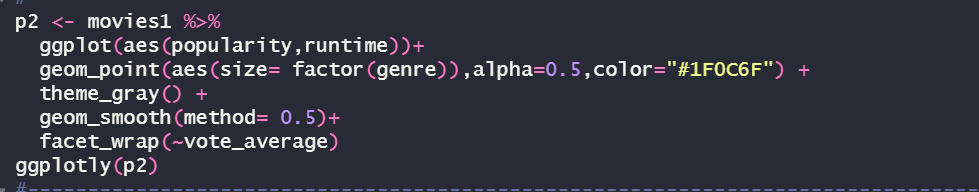 #
p2 <- movies1 %>%
ggplot(aes(popularity,runtime))+
geom_point(aes(size= factor(genre)),alpha=0.5,color="#1F0C6F") +
theme_gray() +
geom_smooth(method= 0.5)+
facet_wrap(~vote_average)
ggplotly(p2)
#------------------------------------------------------------------------------